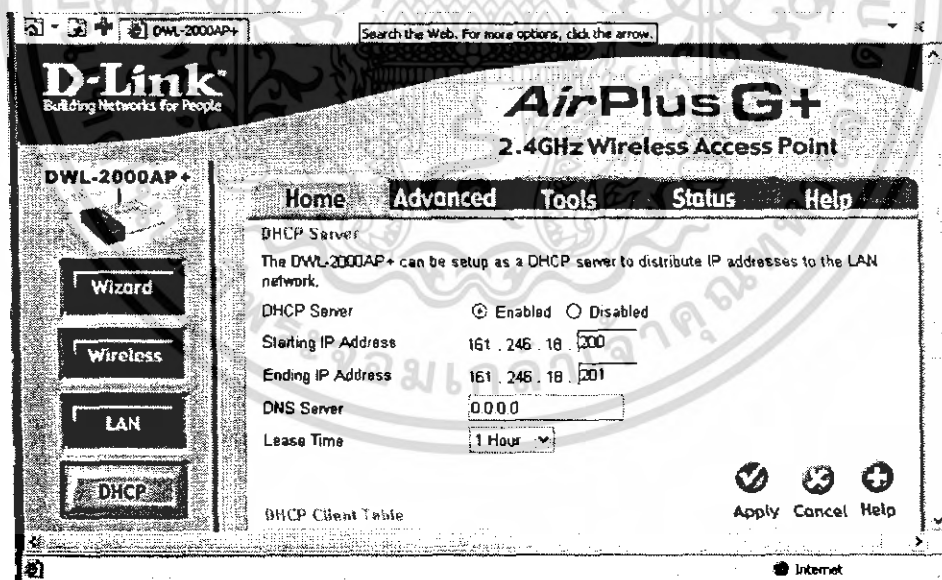 DWL-2000AP+
Search the Web. For more options, click the arrow.
D-Link
Building Networks for People
AirPlus G+
2.4GHz Wireless Access Point
DWL-2000AP+
Home Advanced Tools Status Help
DHCP Server
The DWL-2000AP+ can be setup as a DHCP server to distribute IP addresses to the LAN
network.
DHCP Server Enabled Disabled
Starting IP Address 161 . 246 . 18 . 200
Ending IP Address 161 . 246 . 18 . 201
DNS Server 0.0.0.0
Lease Time 1 Hour
Wizard
Wireless
LAN
DHCP
Apply Cancel Help
DHCP Client Table
Internet